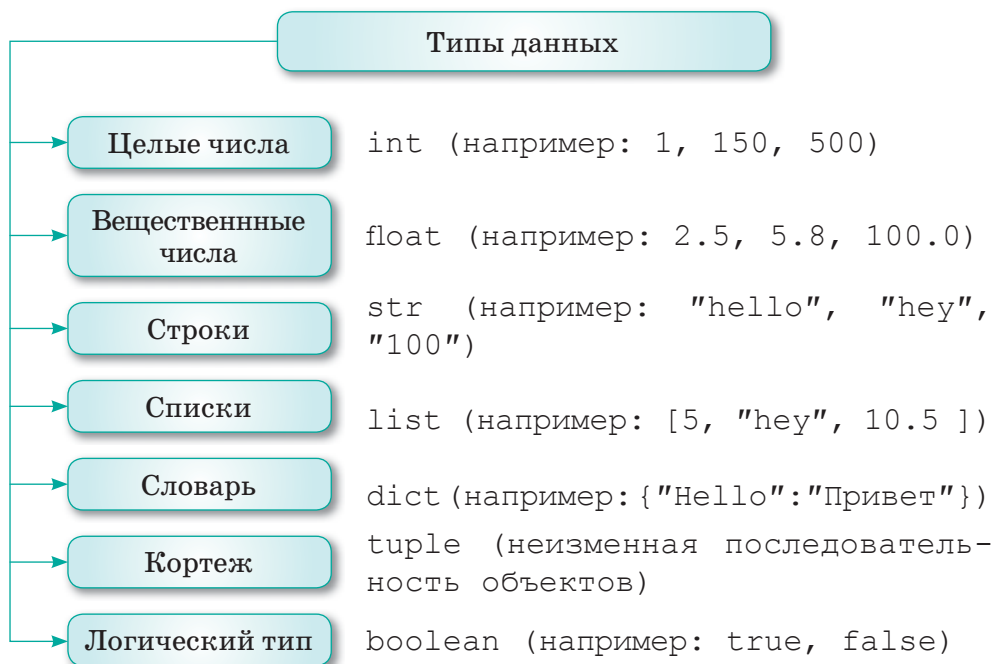 Типы данных
Целые числа
int (например: 1, 150, 500)
Вещественнные
числа
float (например: 2.5, 5.8, 100.0)
Строки
str (например: "hello", "hey",
"100")
Списки
list (например: [5, "hey", 10.5 ])
Словарь
dict(например:{"Hello":"Привет"})
Кортеж
tuple (неизменная последователь-
ность объектов)
Логический тип
boolean (например: true, false)